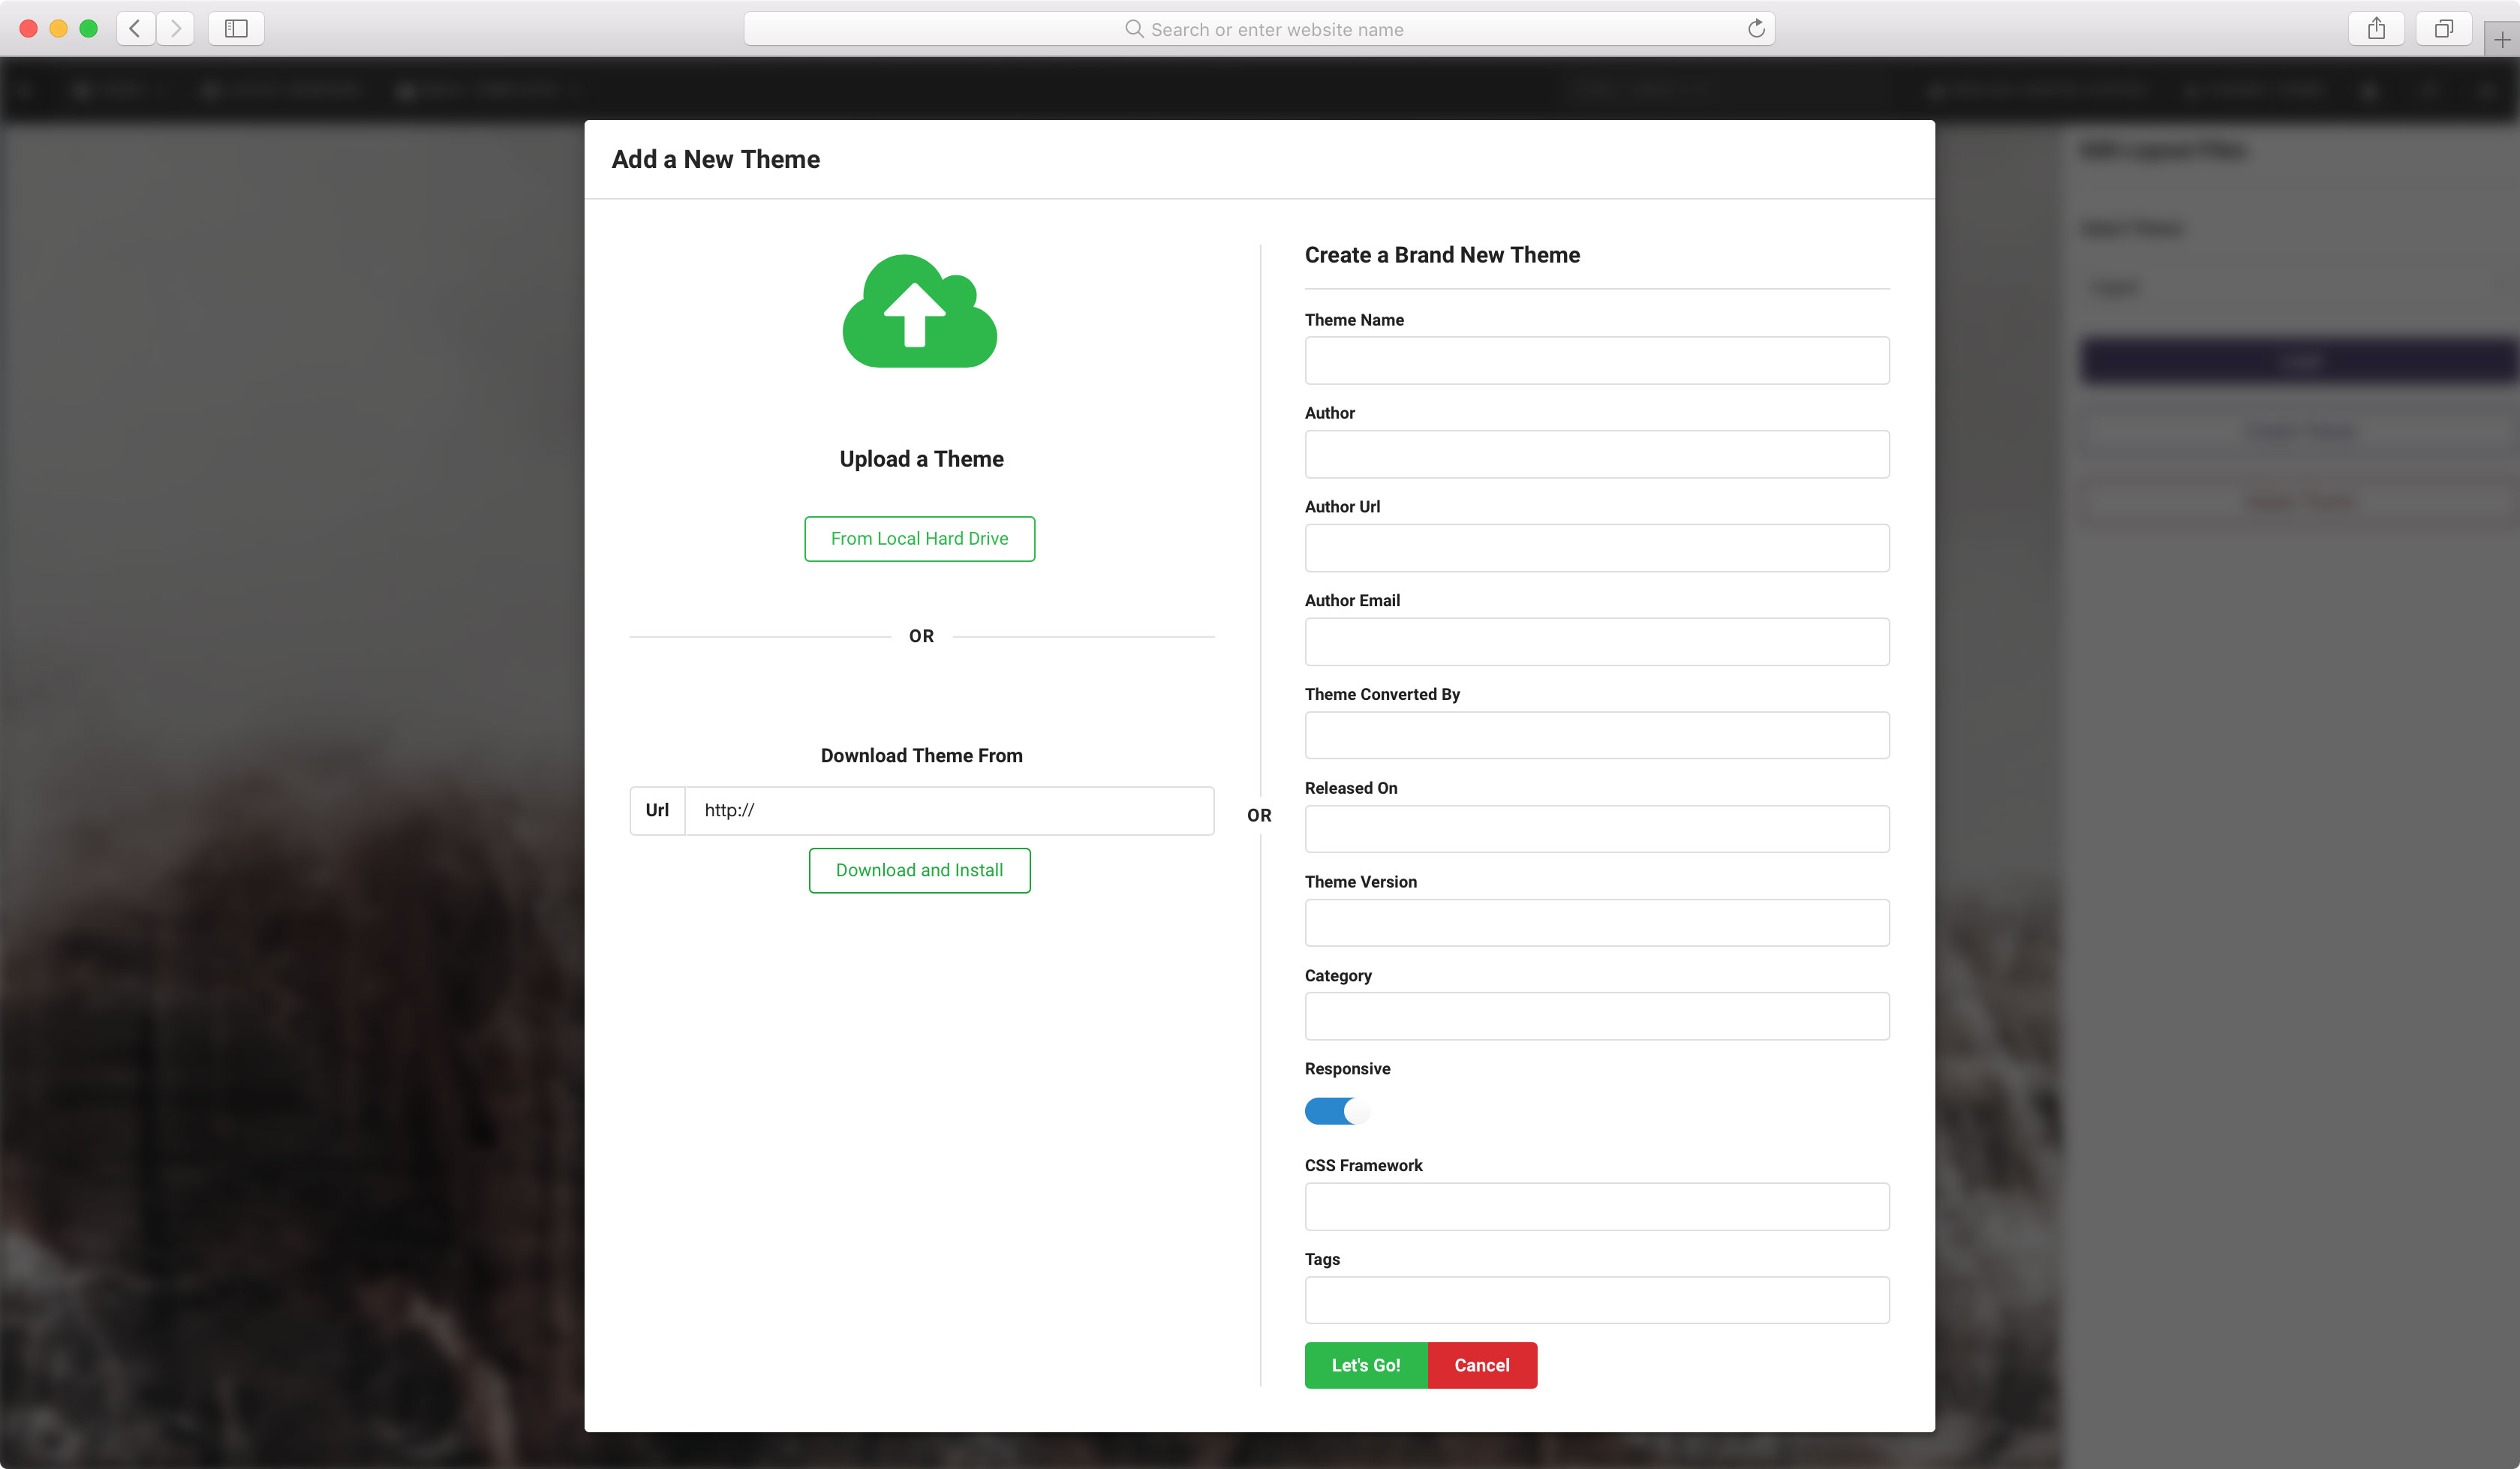 Search or enter website name
Add a New Theme
Upload a Theme
From Local Hard Drive
OR
Download Theme From
Url
http://
Download and Install
OR
Create a Brand New Theme
Theme Name
Author
Author Url
Author Email
Theme Converted By
Released On
Theme Version
Category
Responsive
CSS Framework
Tags
Let's Go!
Cancel